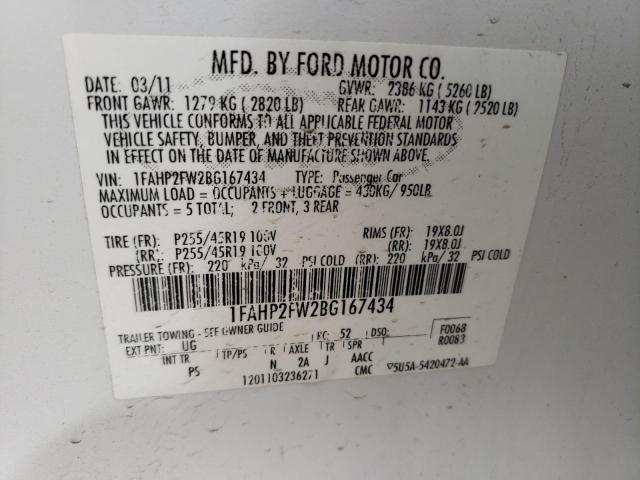 MFD. BY FORD MOTOR CO.
DATE: 03/11 GVWR: 2386 KG ( 5260 LB)
FRONT GAWR: 1279 KG ( 2820 LB) REAR GAWR: 1143 KG ( 2520 LB)
THIS VEHICLE CONFORMS TO ALL APPLICABLE FEDERAL MOTOR
VEHICLE SAFETY, BUMPER, AND THEFT PREVENTION STANDARDS
IN EFFECT ON THE DATE OF MANUFACTURE SHOWN ABOVE.
VIN: 1FAHP2FW2BG167434 TYPE: Passenger Car
MAXIMUM LOAD = OCCUPANTS + LUGGAGE = 430KG/ 950LB
OCCUPANTS = 5 TOTAL; 2 FRONT, 3 REAR
TIRE (FR): P255/45R19 100V RIMS (FR): 19X8.0J
(RR): P255/45R19 100V (RR): 19X8.0J
PRESSURE (FR): 220 kPa/ 32 PSI COLD (RR): 220 kPa/ 32 PSI COLD
1FAHP2FW2BG167434
TRAILER TOWING - SEE OWNER GUIDE RC: 52 DSO: F0068
EXT PNT: UG R0083
INT TR TP/PS R AXLE TR SPR
PS N 2A J AACC
1201103236271 CMC 5U5A-5420472-AA